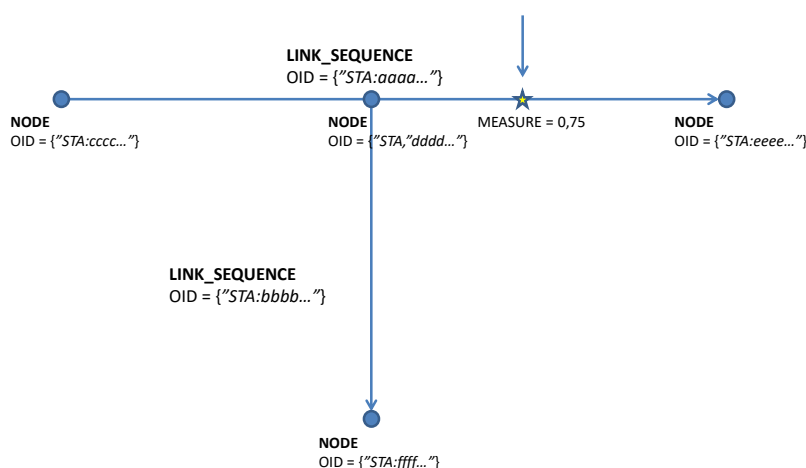 LINK_SEQUENCE
OID = {”STA:aaaa…”}
NODE
OID = {”STA:cccc…”}
NODE
OID = {”STA,”dddd…”}
MEASURE = 0,75
NODE
OID = {”STA:eeee…”}
LINK_SEQUENCE
OID = {”STA:bbbb…”}
NODE
OID = {”STA:ffff…”}